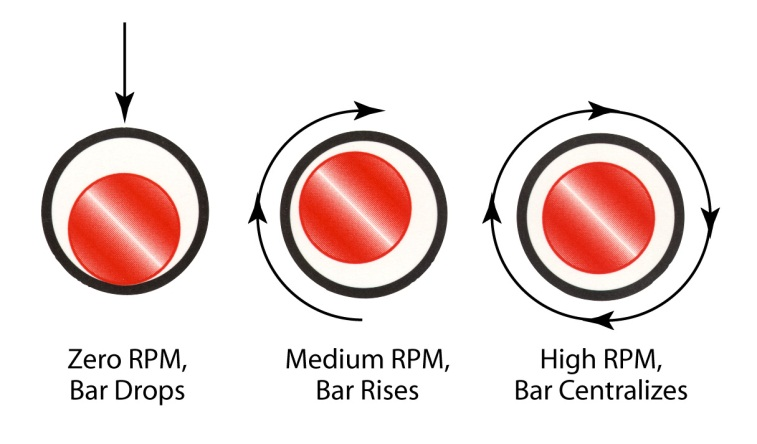 Zero RPM,
Bar Drops
Medium RPM,
Bar Rises
High RPM,
Bar Centralizes